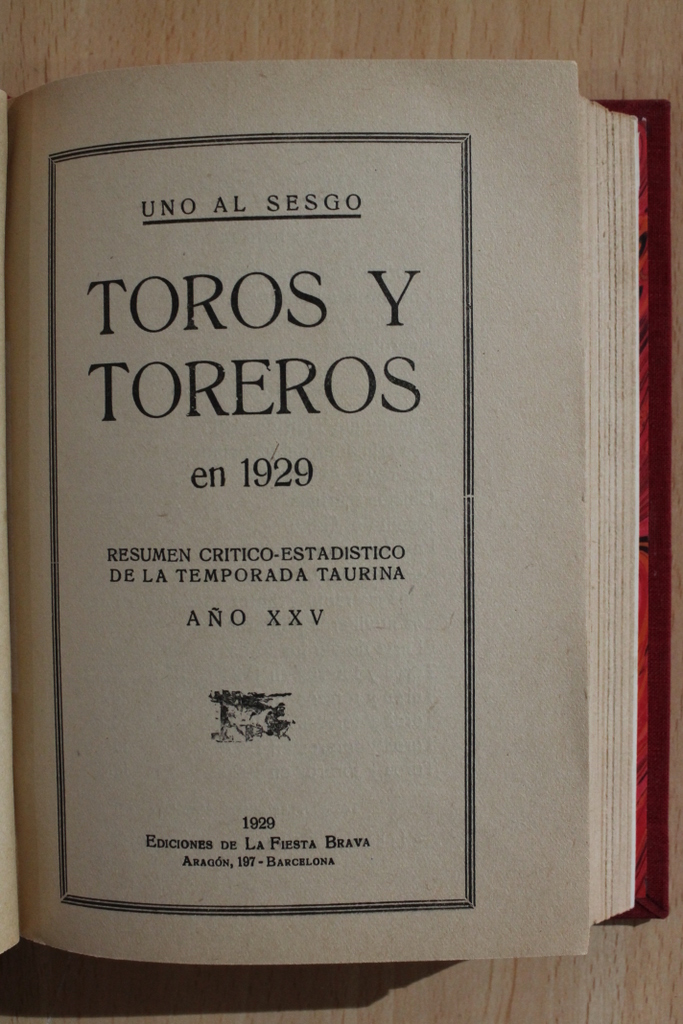 UNO AL SESGO
TOROS Y
TOREROS
en 1929
RESUMEN CRITICO-ESTADISTICO
DE LA TEMPORADA TAURINA
AÑO XXV
1929
EDICIONES DE LA FIESTA BRAVA
ARAGÓN, 197 - BARCELONA